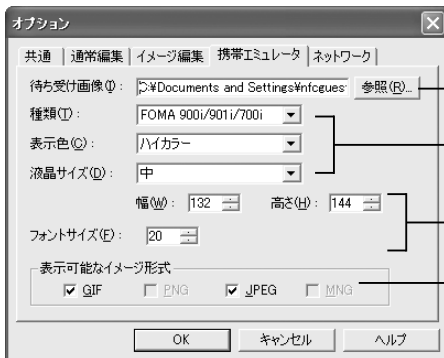 オプション
共通 通常編集 イメージ編集 携帯エミュレータ ネットワーク
待ち受け画像(I): C:¥Documents and Settings¥nfcgues 参照(R)...
種類(T): FOMA 900i/901i/700i
表示色(C): ハイカラー
液晶サイズ(D): 中
幅(W): 132 高さ(H): 144
フォントサイズ(F): 20
表示可能なイメージ形式
GIF PNG JPEG MNG
OK キャンセル ヘルプ